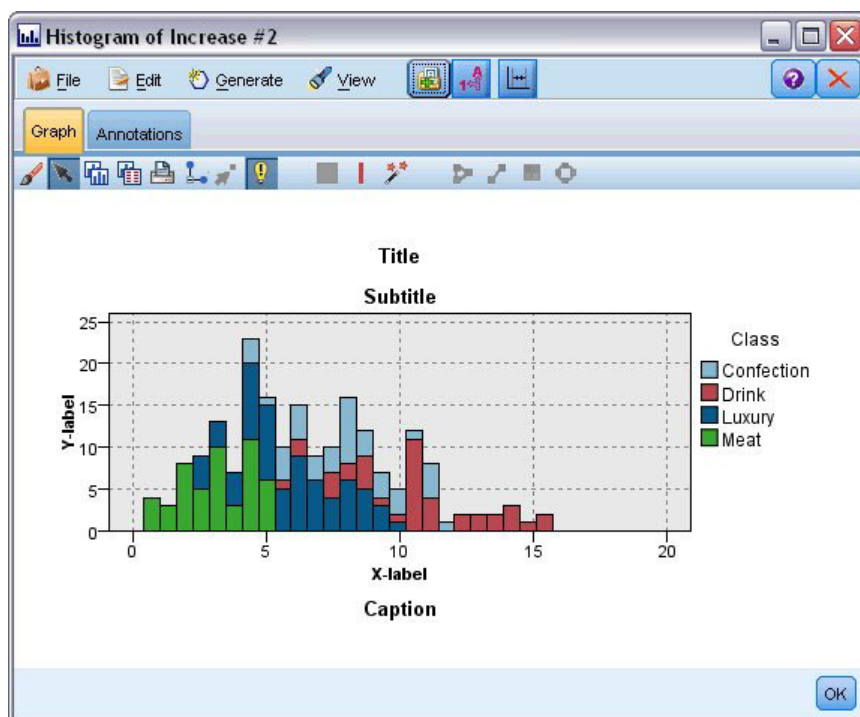 Histogram of Increase #2
File Edit Generate View
Graph Annotations
Title
Subtitle
25
20
15
10
5
0
Y-label
0 5 10 15 20
X-label
Caption
Class
Confection
Drink
Luxury
Meat
OK